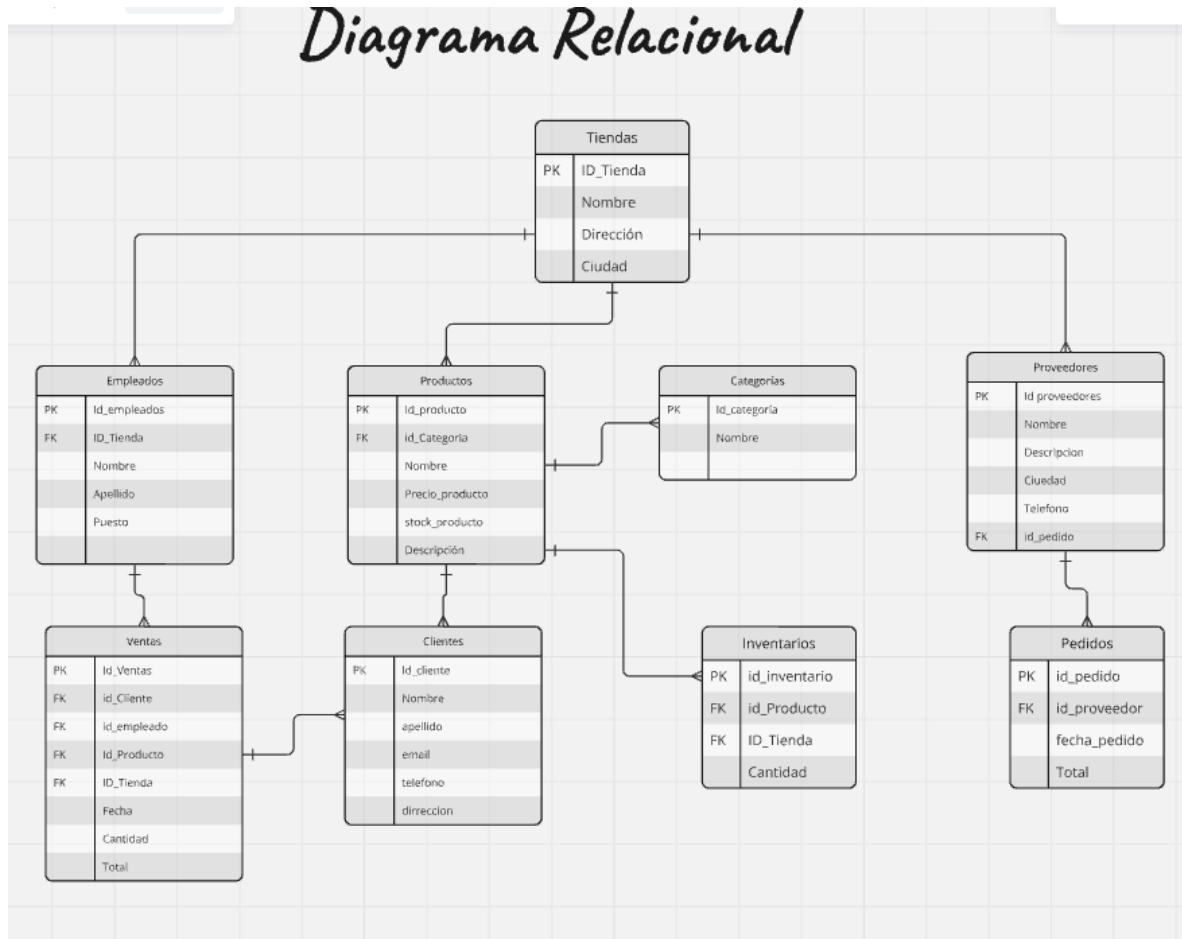 Diagrama Relacional
Tiendas
PK ID_Tienda
Nombre
Dirección
Ciudad
Empleados
PK Id_empleados
FK ID_Tienda
Nombre
Apellido
Puesto
Productos
PK Id_producto
FK id_Categoria
Nombre
Precio_producto
stock_producto
Descripción
Categorías
PK Id_categoría
Nombre
Proveedores
PK Id proveedores
Nombre
Descripcion
Ciuedad
Telefono
FK id_pedido
Ventas
PK Id_Ventas
FK id_Cliente
FK id_empleado
FK Id_Producto
FK ID_Tienda
Fecha
Cantidad
Total
Clientes
PK Id_cliente
Nombre
apellido
email
telefono
dirreccion
Inventarios
PK id_inventario
FK id_Producto
FK ID_Tienda
Cantidad
Pedidos
PK id_pedido
FK id_proveedor
fecha_pedido
Total